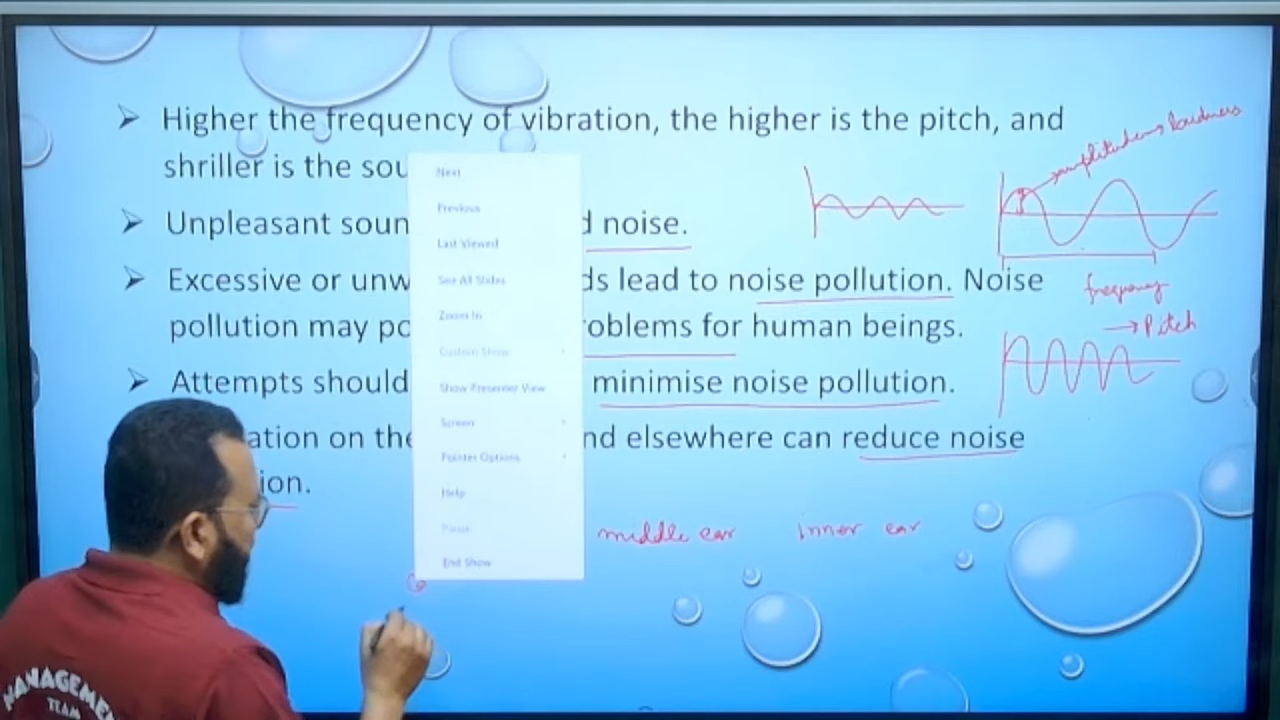 Higher the frequency of vibration, the higher is the pitch, and
shriller is the sou
Unpleasant soun d noise.
Excessive or unw ds lead to noise pollution. Noise
pollution may po roblems for human beings.
Attempts should minimise noise pollution.
ation on the nd elsewhere can reduce noise
ion.
Next
Previous
Last Viewed
See All Slides
Zoom In
Custom Show
Show Presenter View
Screen
Pointer Options
Help
Pause
End Show
amplitude loudness
frequency
→ Pitch
middle ear inner ear
MANAGEME
TEAM